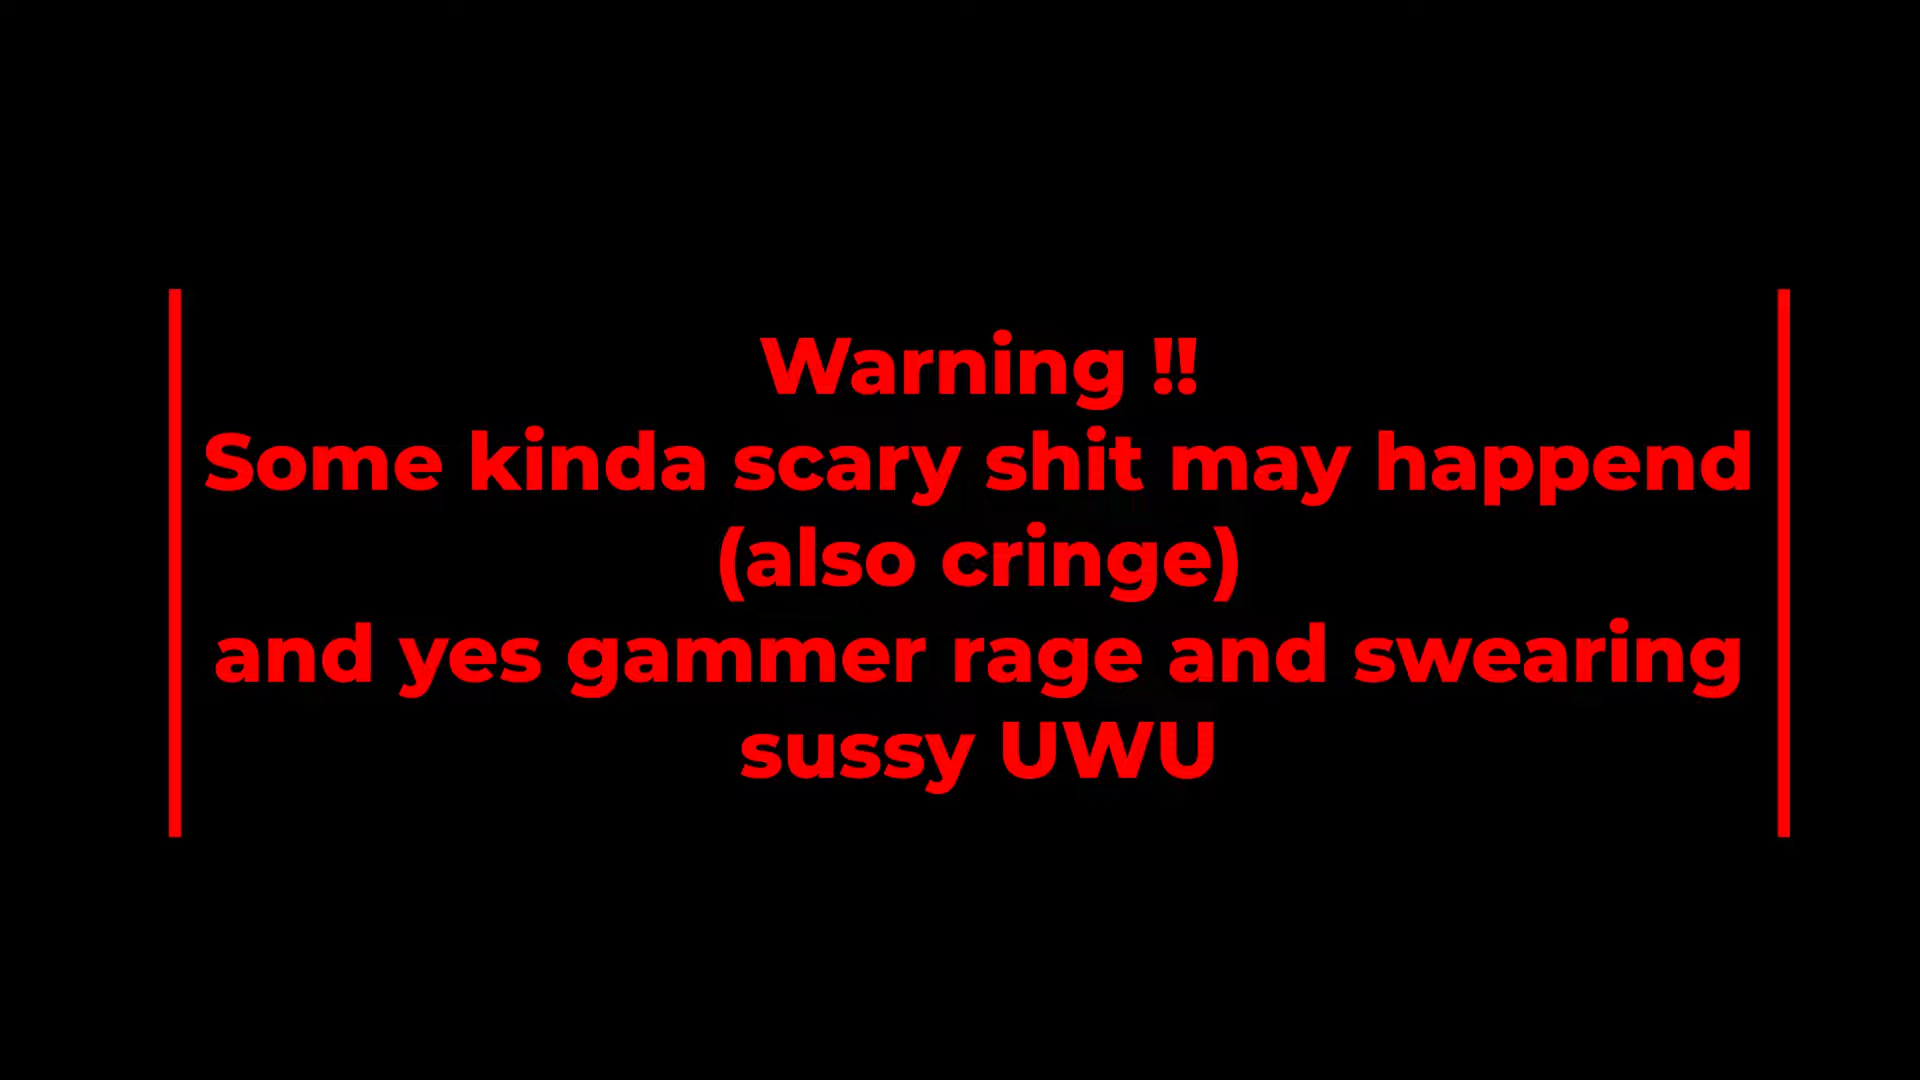 Warning !!
Some kinda scary shit may happend
(also cringe)
and yes gammer rage and swearing
sussy UWU